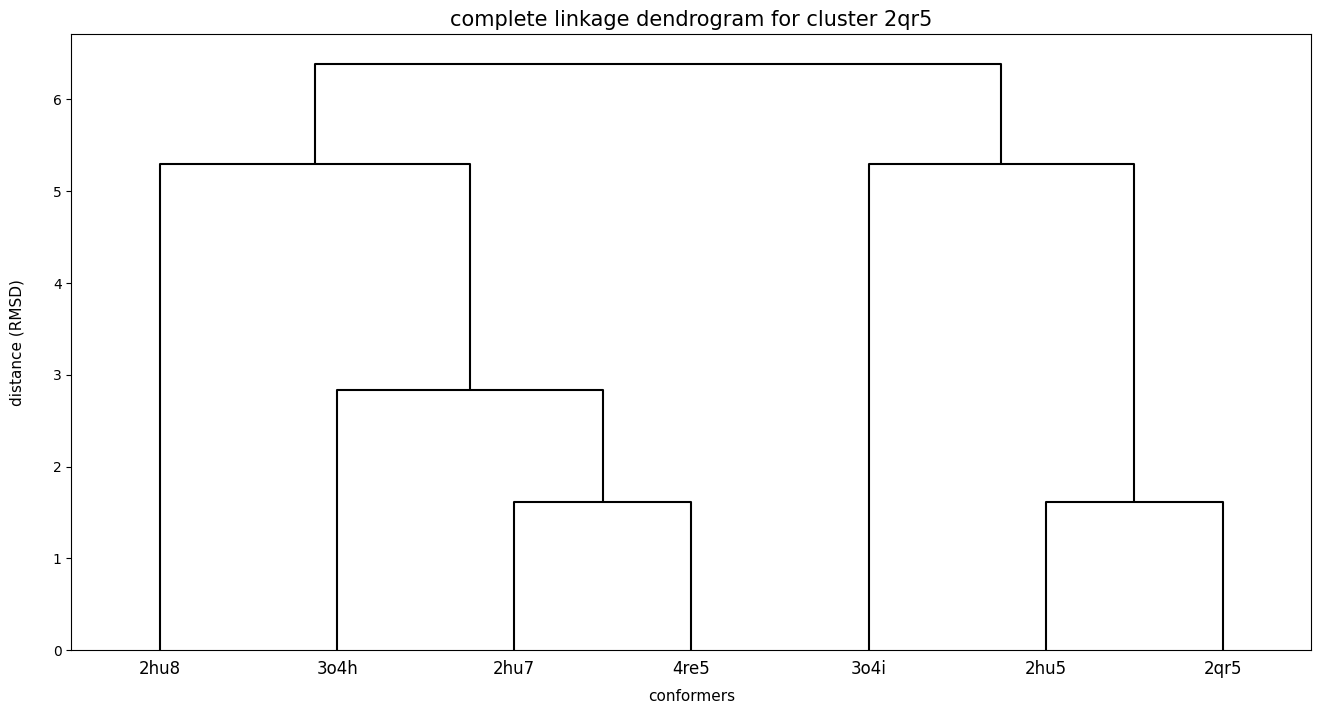 complete linkage dendrogram for cluster 2qr5
6
5
4
3
2
1
0
distance (RMSD)
2hu8 3o4h 2hu7 4re5 3o4i 2hu5 2qr5
conformers